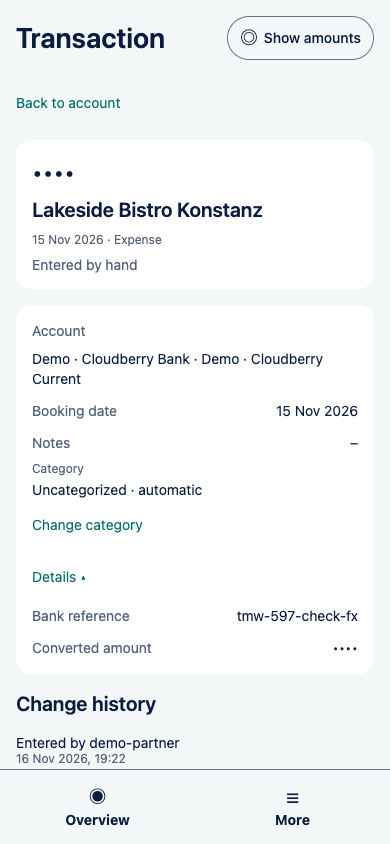 Transaction
Show amounts
Back to account
••••
Lakeside Bistro Konstanz
15 Nov 2026 · Expense
Entered by hand
Account
Demo · Cloudberry Bank · Demo · Cloudberry
Current
Booking date 15 Nov 2026
Notes –
Category
Uncategorized · automatic
Change category
Details ▴
Bank reference tmw-597-check-fx
Converted amount ••••
Change history
Entered by demo-partner
16 Nov 2026, 19:22
Overview More